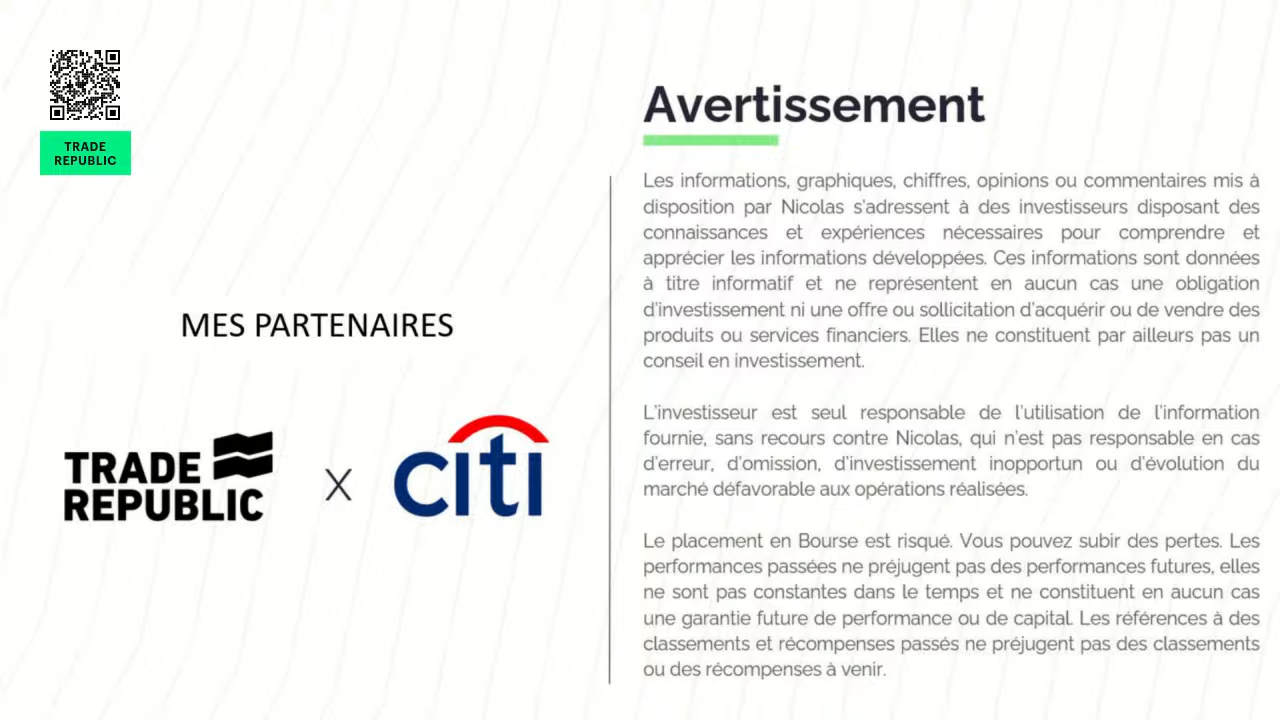 TRADE
REPUBLIC
MES PARTENAIRES
TRADE
REPUBLIC
X
citi
Avertissement
Les informations, graphiques, chiffres, opinions ou commentaires mis à
disposition par Nicolas s'adressent à des investisseurs disposant des
connaissances et expériences nécessaires pour comprendre et
apprécier les informations développées. Ces informations sont données
à titre informatif et ne représentent en aucun cas une obligation
d'investissement ni une offre ou sollicitation d'acquérir ou de vendre des
produits ou services financiers. Elles ne constituent par ailleurs pas un
conseil en investissement.
L'investisseur est seul responsable de l'utilisation de l'information
fournie, sans recours contre Nicolas, qui n'est pas responsable en cas
d'erreur, d'omission, d'investissement inopportun ou d'évolution du
marché défavorable aux opérations réalisées.
Le placement en Bourse est risqué. Vous pouvez subir des pertes. Les
performances passées ne préjugent pas des performances futures, elles
ne sont pas constantes dans le temps et ne constituent en aucun cas
une garantie future de performance ou de capital. Les références à des
classements et récompenses passés ne préjugent pas des classements
ou des récompenses à venir.